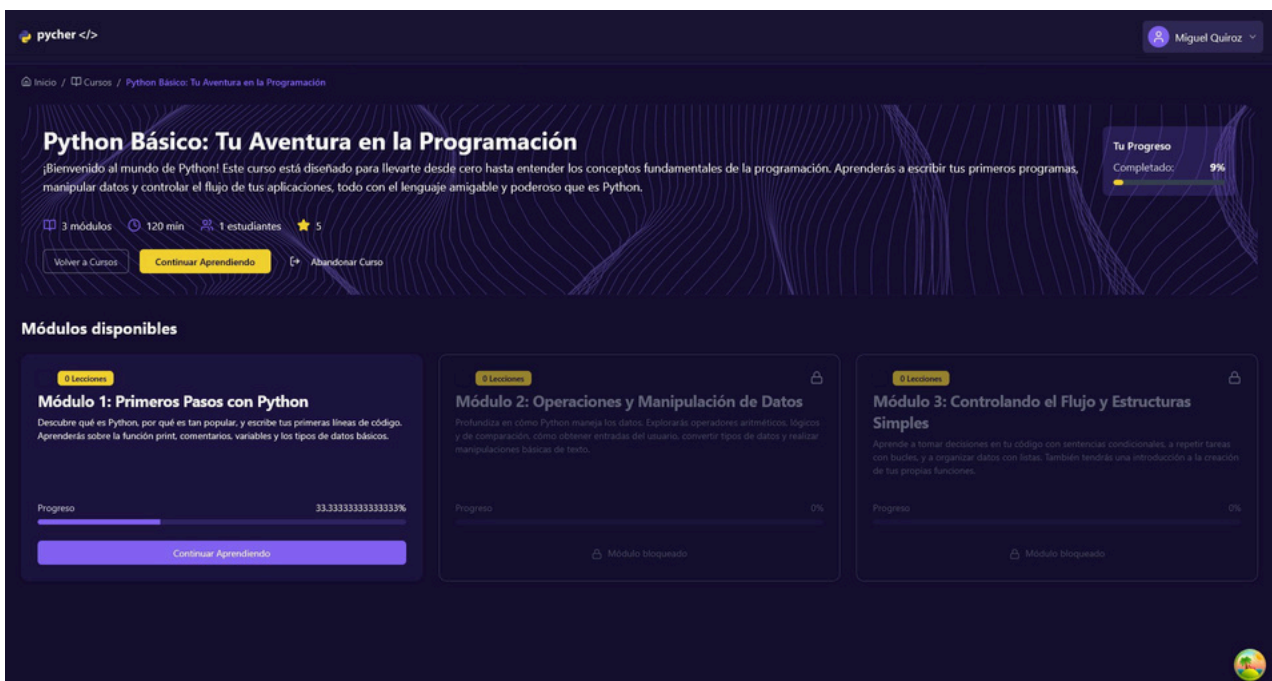 pycher </>
Miguel Quiroz
Inicio / Cursos / Python Básico: Tu Aventura en la Programación
Python Básico: Tu Aventura en la Programación
¡Bienvenido al mundo de Python! Este curso está diseñado para llevarte desde cero hasta entender los conceptos fundamentales de la programación. Aprenderás a escribir tus primeros programas,
manipular datos y controlar el flujo de tus aplicaciones, todo con el lenguaje amigable y poderoso que es Python.
Tu Progreso
Completado: 9%
3 módulos 120 min 1 estudiantes 5
Volver a Cursos Continuar Aprendiendo Abandonar Curso
Módulos disponibles
0 Lecciones
Módulo 1: Primeros Pasos con Python
Descubre qué es Python, por qué es tan popular, y escribe tus primeras líneas de código.
Aprenderás sobre la función print, comentarios, variables y los tipos de datos básicos.
Progreso 33.33333333333333%
Continuar Aprendiendo
0 Lecciones
Módulo 2: Operaciones y Manipulación de Datos
Profundiza en cómo Python maneja los datos. Explorarás operadores aritméticos, lógicos
y de comparación, cómo obtener entradas del usuario, convertir tipos de datos y realizar
manipulaciones básicas de texto.
Progreso 0%
Módulo bloqueado
0 Lecciones
Módulo 3: Controlando el Flujo y Estructuras
Simples
Aprende a tomar decisiones en tu código con sentencias condicionales, a repetir tareas
con bucles, y a organizar datos con listas. También tendrás una introducción a la creación
de tus propias funciones.
Progreso 0%
Módulo bloqueado